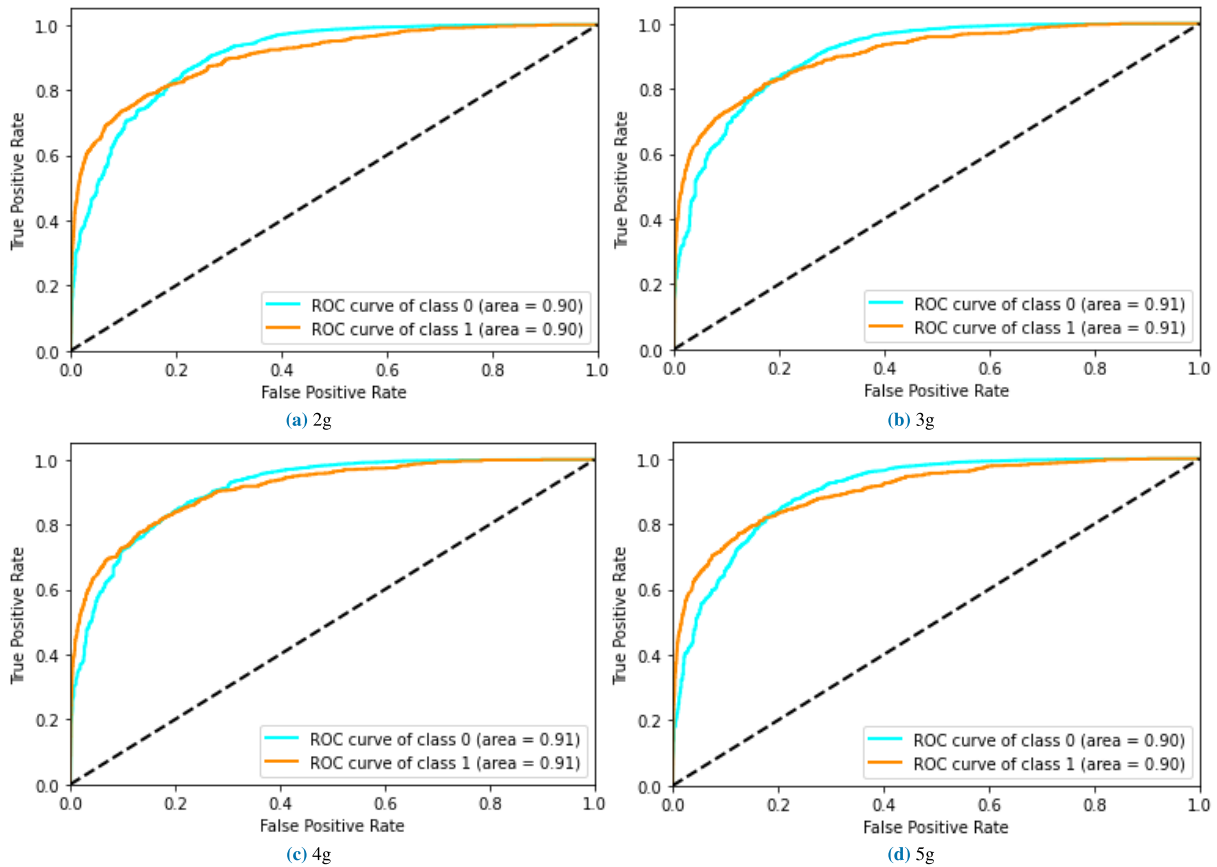 1.0
0.8
0.6
0.4
0.2
0.0
True Positive Rate
ROC curve of class 0 (area = 0.90)
ROC curve of class 1 (area = 0.90)
0.0 0.2 0.4 0.6 0.8 1.0
False Positive Rate
(a) 2g
1.0
0.8
0.6
0.4
0.2
0.0
True Positive Rate
ROC curve of class 0 (area = 0.91)
ROC curve of class 1 (area = 0.91)
0.0 0.2 0.4 0.6 0.8 1.0
False Positive Rate
(b) 3g
1.0
0.8
0.6
0.4
0.2
0.0
True Positive Rate
ROC curve of class 0 (area = 0.91)
ROC curve of class 1 (area = 0.91)
0.0 0.2 0.4 0.6 0.8 1.0
False Positive Rate
(c) 4g
1.0
0.8
0.6
0.4
0.2
0.0
True Positive Rate
ROC curve of class 0 (area = 0.90)
ROC curve of class 1 (area = 0.90)
0.0 0.2 0.4 0.6 0.8 1.0
False Positive Rate
(d) 5g